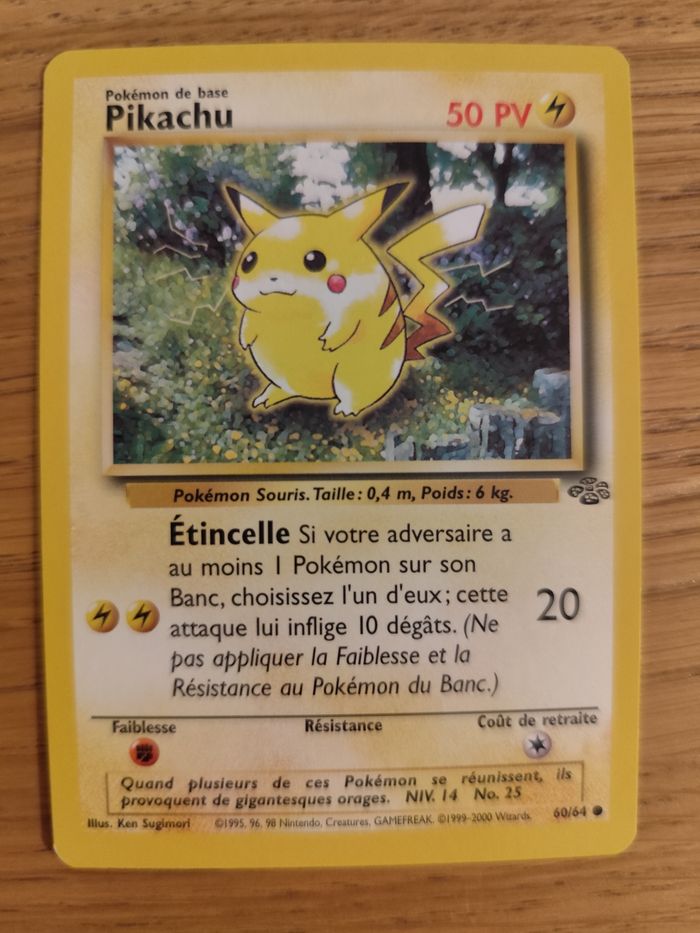 Pokémon de base
Pikachu
50 PV
Pokémon Souris. Taille : 0,4 m, Poids : 6 kg.
Étincelle Si votre adversaire a
au moins 1 Pokémon sur son
Banc, choisissez l'un d'eux ; cette
attaque lui inflige 10 dégâts. (Ne
pas appliquer la Faiblesse et la
Résistance au Pokémon du Banc.)
20
Faiblesse
Résistance
Coût de retraite
Quand plusieurs de ces Pokémon se réunissent, ils
provoquent de gigantesques orages. NIV. 14 No. 25
Illus. Ken Sugimori
©1995, 96, 98 Nintendo, Creatures, GAMEFREAK. ©1999-2000 Wizards.
60/64